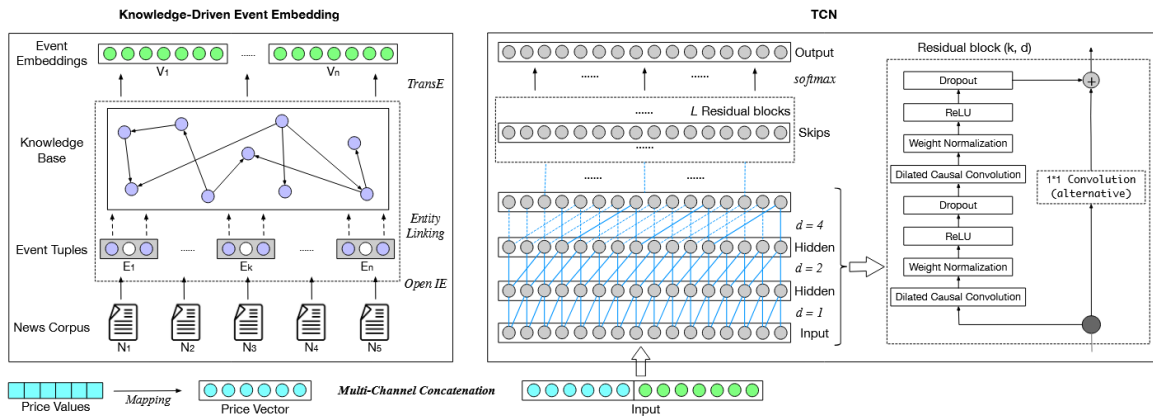 Knowledge-Driven Event Embedding
Event
Embeddings
V1
......
Vn
TransE
Knowledge
Base
Entity
Linking
Event Tuples
E1
......
Ek
......
En
Open IE
News Corpus
N1
N2
N3
N4
N5
Price Values
Mapping
Price Vector
Multi-Channel Concatenation
Input
TCN
Output
......
......
softmax
......
L Residual blocks
Skips
......
......
......
d = 4
Hidden
d = 2
Hidden
d = 1
Input
Residual block (k, d)
Dropout
+
ReLU
Weight Normalization
Dilated Causal Convolution
1*1 Convolution
(alternative)
Dropout
ReLU
Weight Normalization
Dilated Causal Convolution